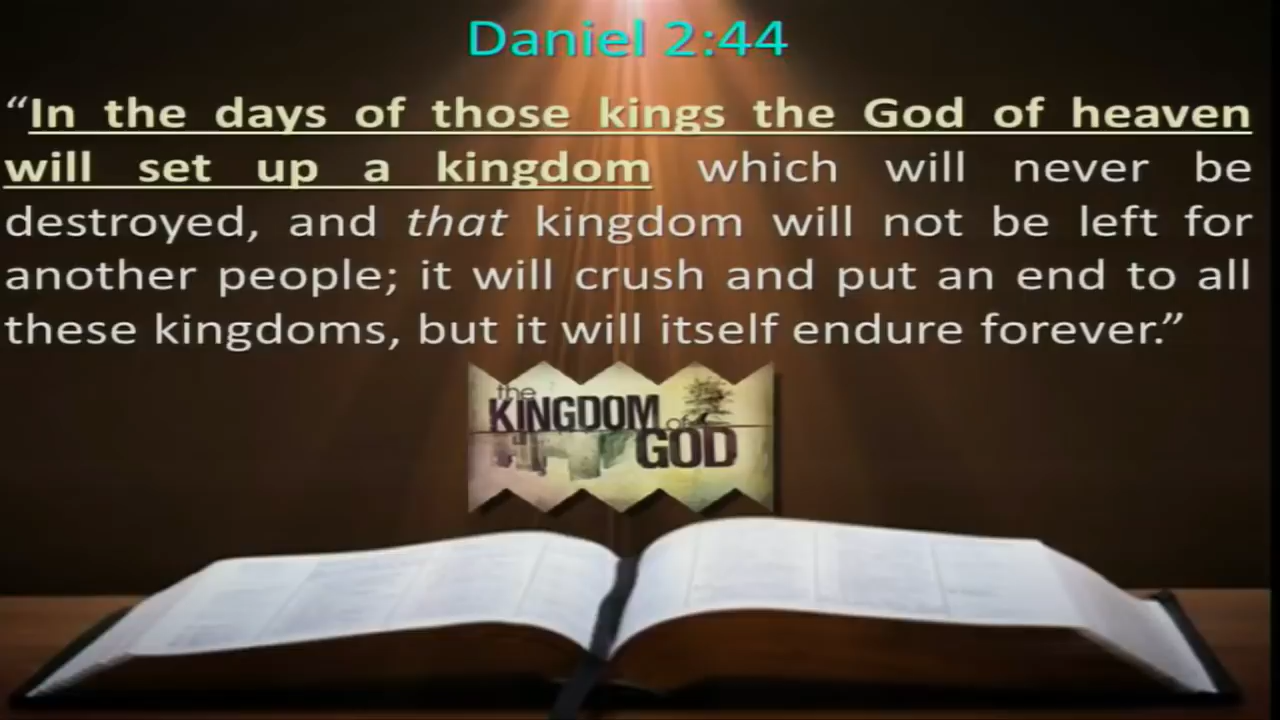 Daniel 2:44
“In the days of those kings the God of heaven
will set up a kingdom which will never be
destroyed, and that kingdom will not be left for
another people; it will crush and put an end to all
these kingdoms, but it will itself endure forever.”
the
KINGDOM of
GOD